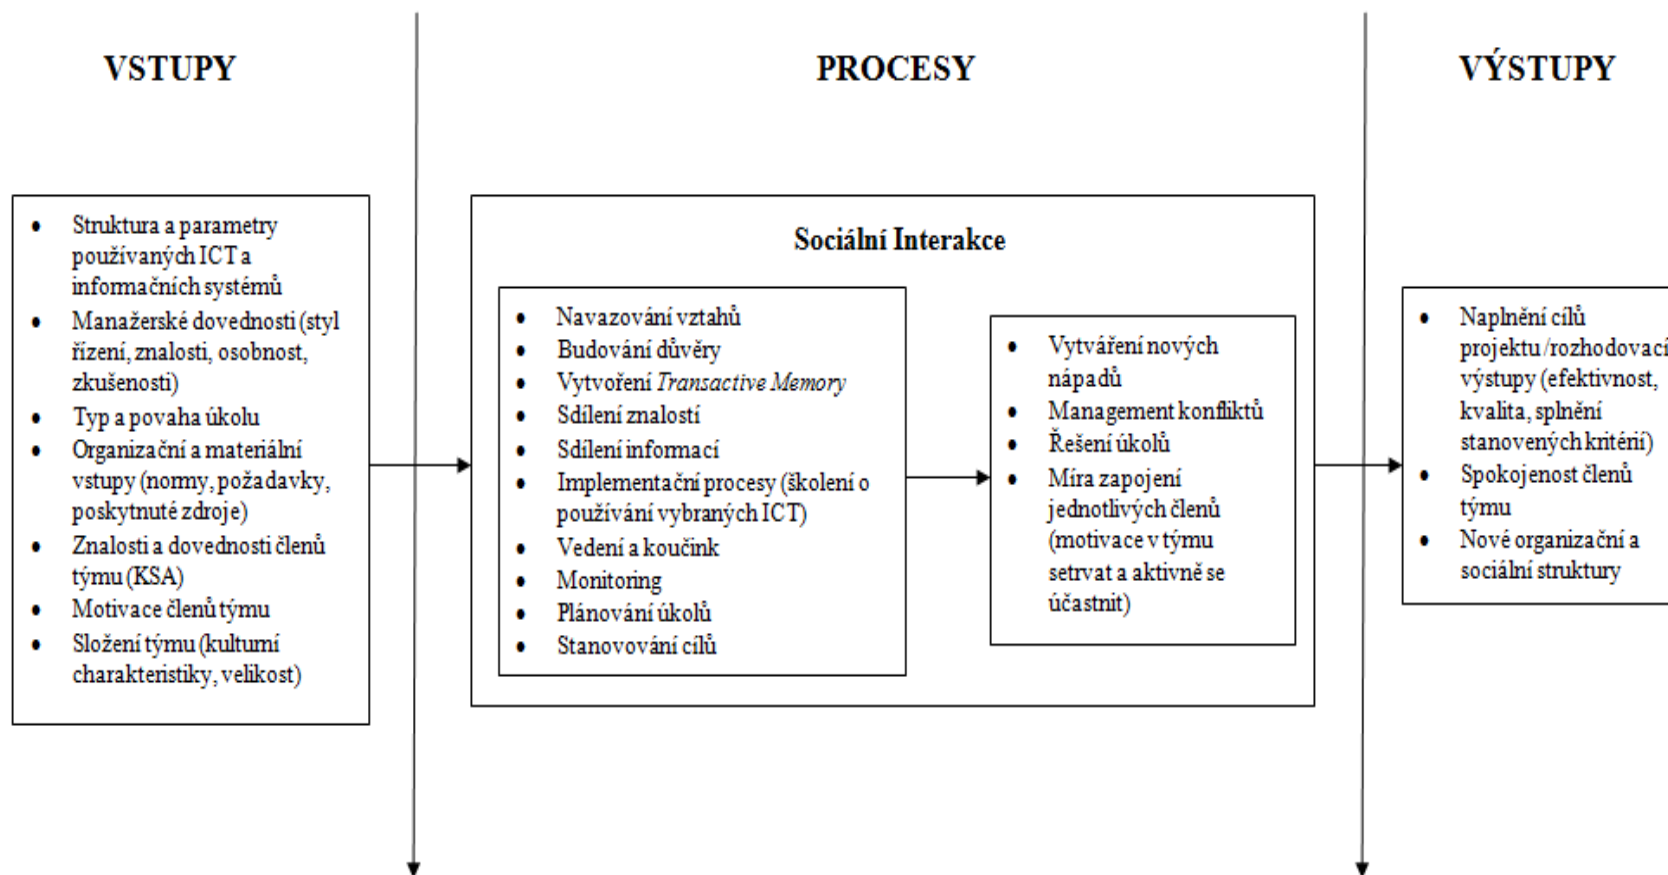 VSTUPY
PROCESY
VÝSTUPY
• Struktura a parametry
používaných ICT a
informačních systémů
• Manažerské dovednosti (styl
řízení, znalosti, osobnost,
zkušenosti)
• Typ a povaha úkolu
• Organizační a materiální
vstupy (normy, požadavky,
poskytnuté zdroje)
• Znalosti a dovednosti členů
týmu (KSA)
• Motivace členů týmu
• Složení týmu (kulturní
charakteristiky, velikost)
Sociální Interakce
• Navazování vztahů
• Budování důvěry
• Vytvoření Transactive Memory
• Sdílení znalostí
• Sdílení informací
• Implementační procesy (školení o
používání vybraných ICT)
• Vedení a koučink
• Monitoring
• Plánování úkolů
• Stanovování cílů
• Vytváření nových
nápadů
• Management konfliktů
• Řešení úkolů
• Míra zapojení
jednotlivých členů
(motivace v týmu
setrvat a aktivně se
účastnit)
• Naplnění cílů
projektu /rozhodovací
výstupy (efektivnost,
kvalita, splnění
stanovených kritérií)
• Spokojenost členů
týmu
• Nové organizační a
sociální struktury